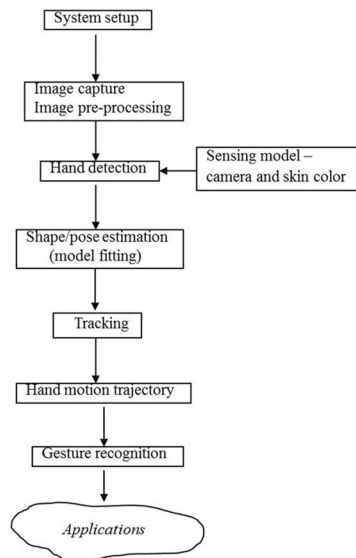 System setup
Image capture
Image pre-processing
Hand detection
Sensing model –
camera and skin color
Shape/pose estimation
(model fitting)
Tracking
Hand motion trajectory
Gesture recognition
Applications